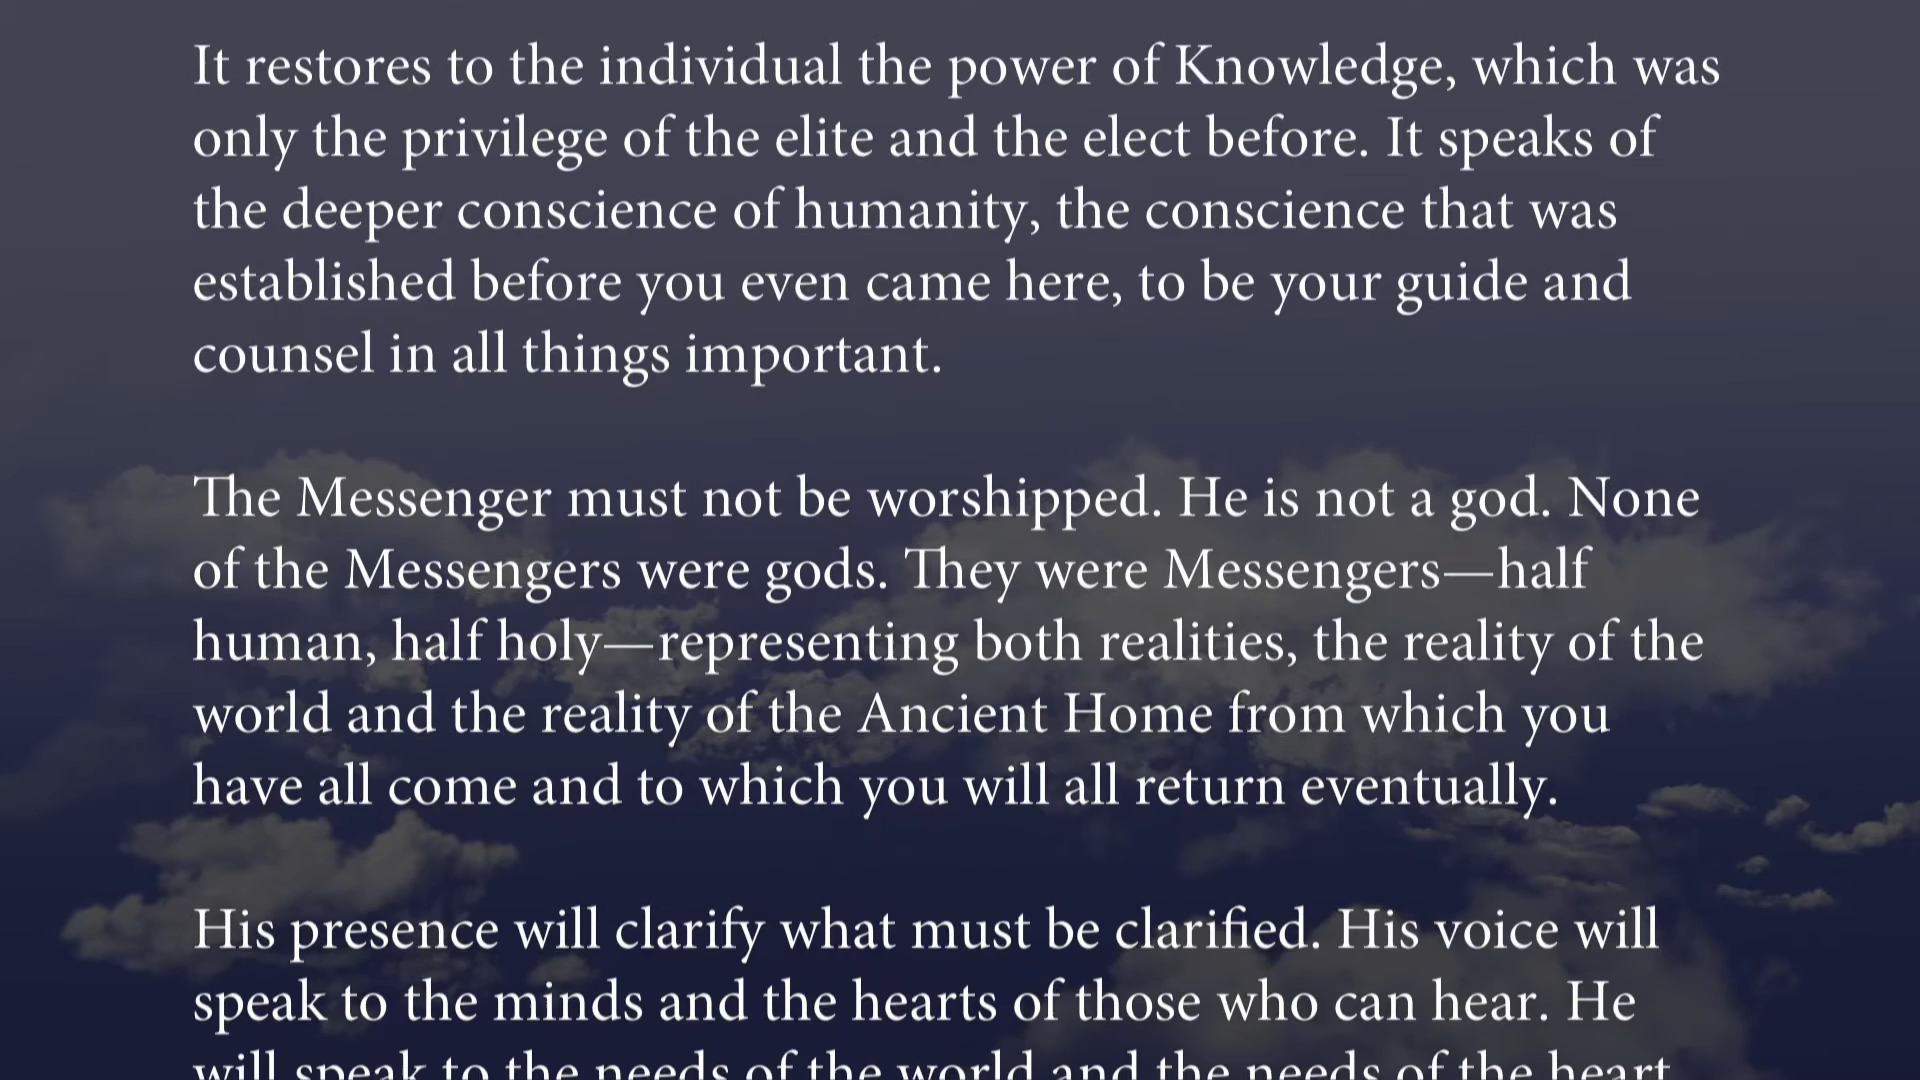 It restores to the individual the power of Knowledge, which was
only the privilege of the elite and the elect before. It speaks of
the deeper conscience of humanity, the conscience that was
established before you even came here, to be your guide and
counsel in all things important.
The Messenger must not be worshipped. He is not a god. None
of the Messengers were gods. They were Messengers—half
human, half holy—representing both realities, the reality of the
world and the reality of the Ancient Home from which you
have all come and to which you will all return eventually.
His presence will clarify what must be clarified. His voice will
speak to the minds and the hearts of those who can hear. He
will speak to the needs of the world and the needs of the heart